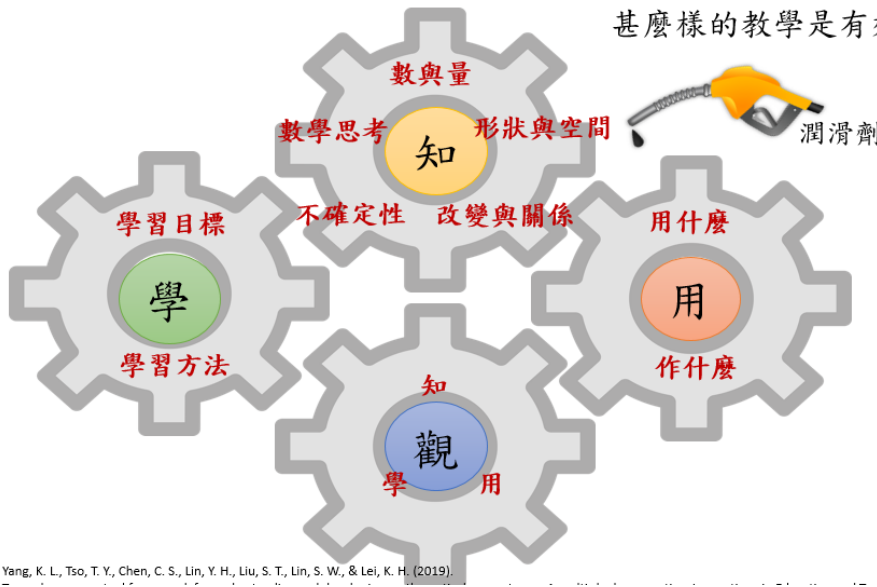 甚麼樣的教學是有
潤滑劑
數與量
數學思考
形狀與空間
知
不確定性
改變與關係
學習目標
學
學習方法
用什麼
用
作什麼
知
觀
學
用
Yang, K. L., Tso, T. Y., Chen, C. S., Lin, Y. H., Liu, S. T., Lin, S. W., & Lei, K. H. (2019).